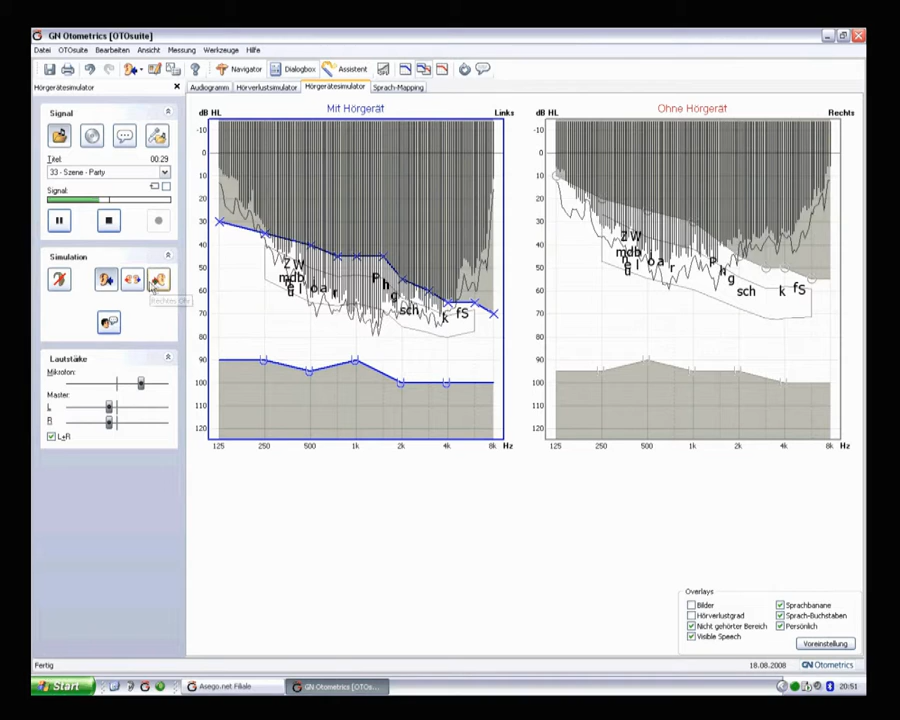 GN Otometrics [OTOsuite]
Datei OTOsuite Bearbeiten Ansicht Messung Werkzeuge Hilfe
Navigator Dialogbox Assistent
Hörgerätesimulator
Audiogramm Hörverlustsimulator Hörgerätesimulator Sprach-Mapping
Signal
Titel: 00:29
33 - Szene - Party
Signal:
Simulation
Rechtes Ohr
Lautstärke
Mikrofon:
Master:
L
R
L+R
Mit Hörgerät
dB HL Links
-10
0
10
20
30
40
50
60
70
80
90
100
110
120
Z W
mdb
e l o a r
u
P h
g
sch
k f S
125 250 500 1k 2k 4k 8k Hz
Ohne Hörgerät
dB HL Rechts
-10
0
10
20
30
40
50
60
70
80
90
100
110
120
Z W
mdb
e l o a r
u
P h
g
sch
k f S
125 250 500 1k 2k 4k 8k Hz
Overlays
Bilder Sprachbanane
Hörverlustgrad Sprach-Buchstaben
Nicht gehörter Bereich Persönlich
Visible Speech
Voreinstellung
Fertig 18.08.2008 GN Otometrics
Start Asego.net Filiale GN Otometrics [OTOs... 20:51